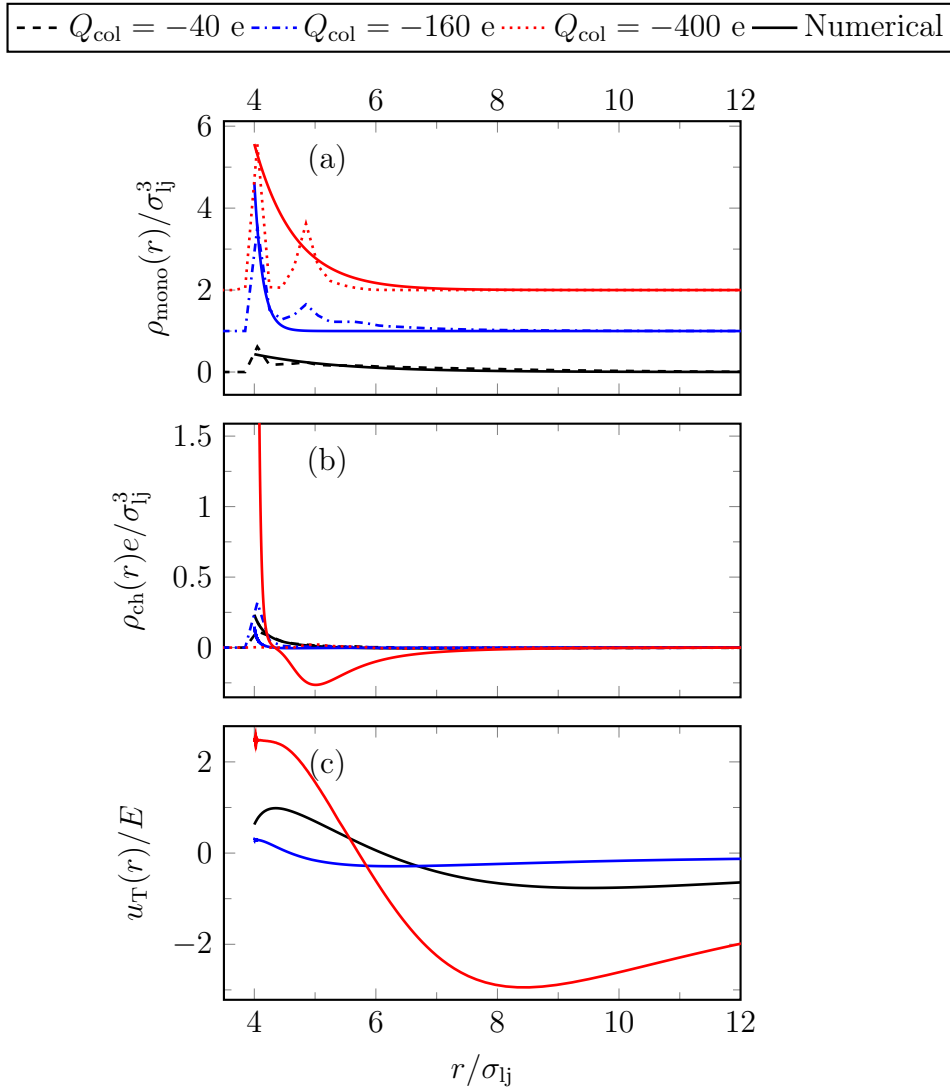 Q_col = −40 e Q_col = −160 e Q_col = −400 e Numerical
4 6 8 10 12
(a)
6
4
2
0
ρ_mono(r)/σ_lj^3
(b)
1.5
1
0.5
0
ρ_ch(r)e/σ_lj^3
(c)
2
0
−2
u_T(r)/E
4 6 8 10 12
r/σ_lj